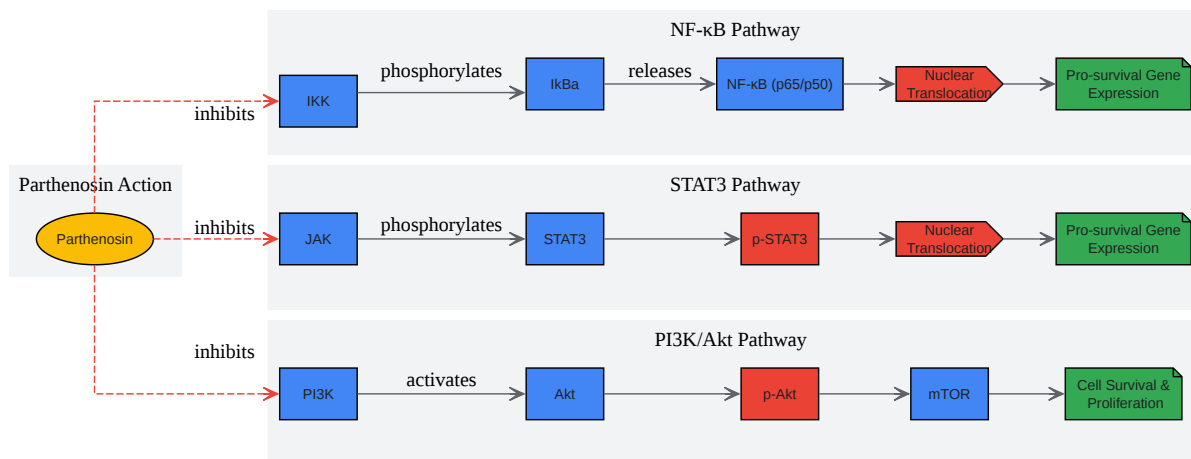 NF-κB Pathway
phosphorylates
releases
inhibits
IKK
IkBa
NF-κB (p65/p50)
Nuclear
Translocation
Pro-survival Gene
Expression
Parthenosin Action
Parthenosin
STAT3 Pathway
inhibits
phosphorylates
JAK
STAT3
p-STAT3
Nuclear
Translocation
Pro-survival Gene
Expression
PI3K/Akt Pathway
inhibits
activates
PI3K
Akt
p-Akt
mTOR
Cell Survival &
Proliferation